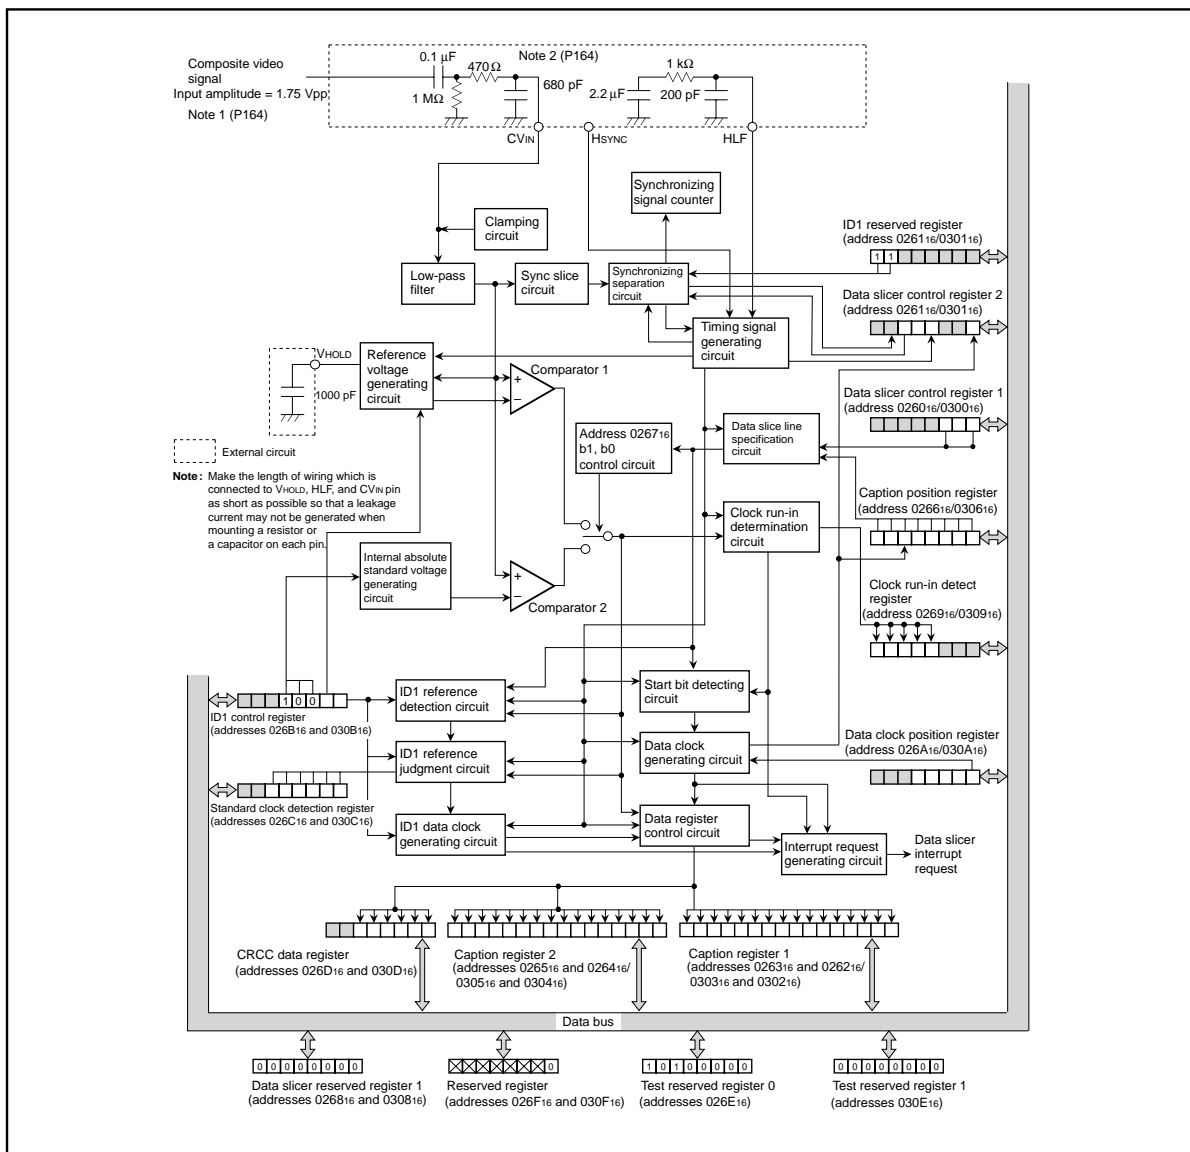 Composite video
signal
Input amplitude = 1.75 Vpp
Note 1 (P164)
Note 2 (P164)
0.1 µF
470Ω
1 MΩ
680 pF
1 kΩ
2.2 µF
200 pF
CVIN
HSYNC
HLF
Synchronizing
signal counter
Clamping
circuit
Low-pass
filter
Sync slice
circuit
Synchronizing
separation
circuit
Timing signal
generating
circuit
ID1 reserved register
(address 026116/030116)
1 1
Data slicer control register 2
(address 026116/030116)
VHOLD
1000 pF
Reference
voltage
generating
circuit
Comparator 1
+
−
Data slicer control register 1
(address 026016/030016)
External circuit
Note: Make the length of wiring which is
connected to VHOLD, HLF, and CVIN pin
as short as possible so that a leakage
current may not be generated when
mounting a resistor or
a capacitor on each pin.
Address 026716
b1, b0
control circuit
Data slice line
specification
circuit
Caption position register
(address 026616/030616)
Clock run-in
determination
circuit
Internal absolute
standard voltage
generating
circuit
+
−
Comparator 2
Clock run-in detect
register
(address 026916/030916)
1 0 0
ID1 control register
(addresses 026B16 and 030B16)
ID1 reference
detection circuit
Start bit detecting
circuit
ID1 reference
judgment circuit
Data clock
generating circuit
Data clock position register
(address 026A16/030A16)
Standard clock detection register
(addresses 026C16 and 030C16)
ID1 data clock
generating circuit
Data register
control circuit
Interrupt request
generating circuit
Data slicer
interrupt
request
CRCC data register
(addresses 026D16 and 030D16)
Caption register 2
(addresses 026516 and 026416/
030516 and 030416)
Caption register 1
(addresses 026316 and 026216/
030316 and 030216)
Data bus
0 0 0 0 0 0 0 0
Data slicer reserved register 1
(addresses 026816 and 030816)
0
Reserved register
(addresses 026F16 and 030F16)
1 0 1 0 0 0 0 0
Test reserved register 0
(addresses 026E16)
0 0 0 0 0 0 0 0
Test reserved register 1
(addresses 030E16)